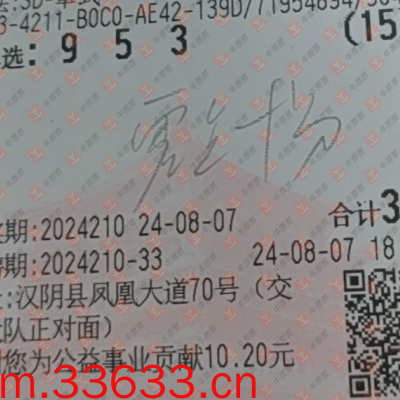 3-4211-B0C0-AE42-139D/71954894/
选: 9 5 3 (15
期:2024210 24-08-07 合计3
期:2024210-33 24-08-07 18
:汉阴县凤凰大道70号（交
队正对面）
您为公益事业贡献10.20元
m.33633.cn